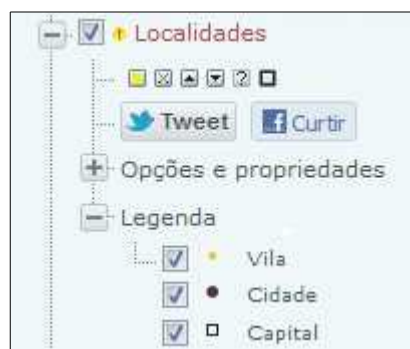 Localidades
?
Tweet Curtir
Opções e propriedades
Legenda
Vila
Cidade
Capital